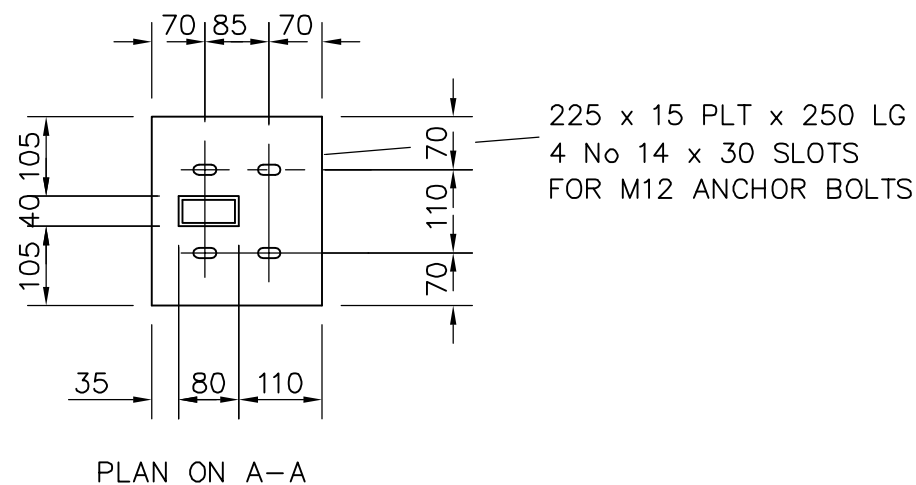 70 85 70
225 x 15 PLT x 250 LG
4 No 14 x 30 SLOTS
FOR M12 ANCHOR BOLTS
105
40
105
70
110
70
35 80 110
PLAN ON A-A